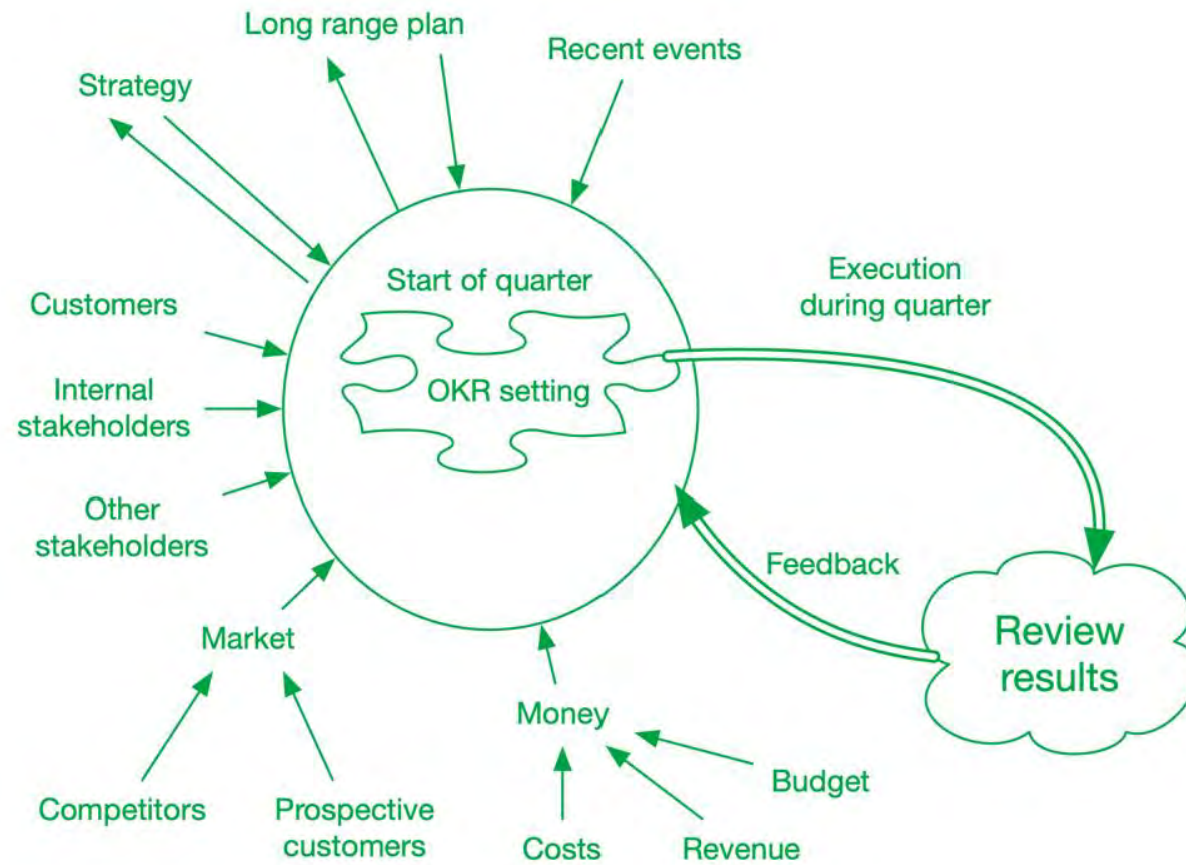 Long range plan
Recent events
Strategy
Start of quarter
Execution
during quarter
Customers
OKR setting
Internal
stakeholders
Other
stakeholders
Feedback
Market
Review
results
Money
Budget
Competitors
Prospective
customers
Costs
Revenue